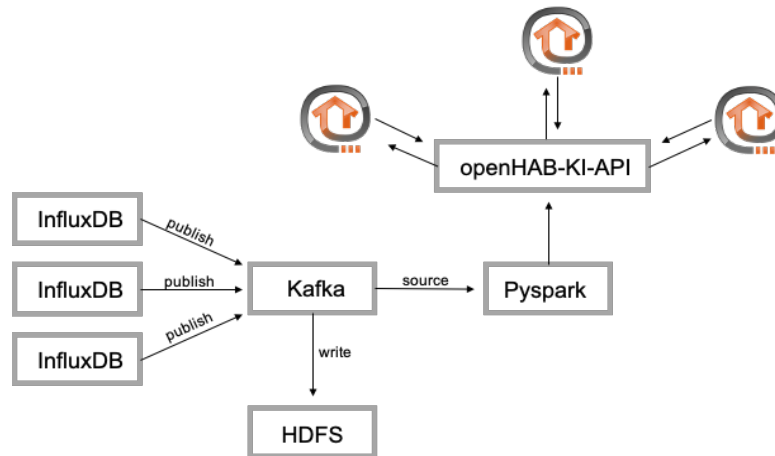 openHAB-KI-API
InfluxDB
publish
InfluxDB
publish
Kafka
source
Pyspark
InfluxDB
publish
write
HDFS